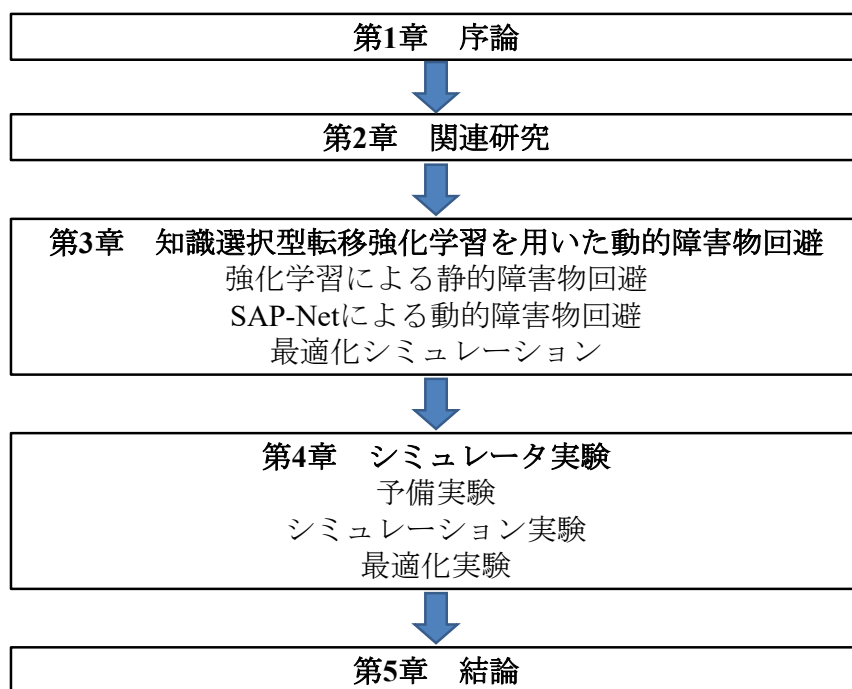 第1章　序論
第2章　関連研究
第3章　知識選択型転移強化学習を用いた動的障害物回避
強化学習による静的障害物回避
SAP-Netによる動的障害物回避
最適化シミュレーション
第4章　シミュレータ実験
予備実験
シミュレーション実験
最適化実験
第5章　結論